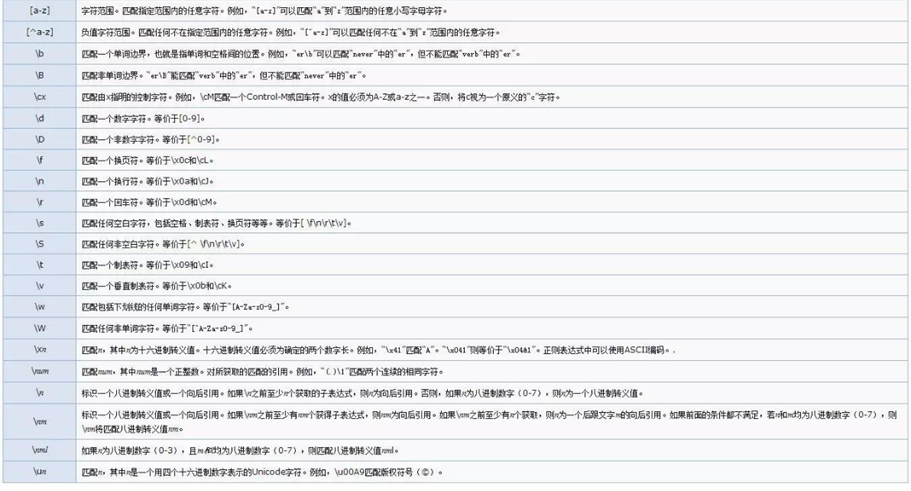 [a-z] 字符范围。匹配指定范围内的任意字符。例如，“[a-z]”可以匹配“a”到“z”范围内的任意小写字母字符。
[^a-z] 负值字符范围。匹配任何不在指定范围内的任意字符。例如，“[^a-z]”可以匹配任何不在“a”到“z”范围内的任意字符。
\b 匹配一个单词边界，也就是指单词和空格间的位置。例如，“er\b”可以匹配“never”中的“er”，但不能匹配“verb”中的“er”。
\B 匹配非单词边界。“er\B”能匹配“verb”中的“er”，但不能匹配“never”中的“er”。
\cx 匹配由x指明的控制字符。例如，\cM匹配一个Control-M或回车符。x的值必须为A-Z或a-z之一。否则，将c视为一个原义的“c”字符。
\d 匹配一个数字字符。等价于[0-9]。
\D 匹配一个非数字字符。等价于[^0-9]。
\f 匹配一个换页符。等价于\x0c和\cL。
\n 匹配一个换行符。等价于\x0a和\cJ。
\r 匹配一个回车符。等价于\x0d和\cM。
\s 匹配任何空白字符，包括空格、制表符、换页符等等。等价于[ \f\n\r\t\v]。
\S 匹配任何非空白字符。等价于[^ \f\n\r\t\v]。
\t 匹配一个制表符。等价于\x09和\cI。
\v 匹配一个垂直制表符。等价于\x0b和\cK。
\w 匹配包括下划线的任何单词字符。等价于“[A-Za-z0-9_]”。
\W 匹配任何非单词字符。等价于“[^A-Za-z0-9_]”。
\xn 匹配n，其中n为十六进制转义值。十六进制转义值必须为确定的两个数字长。例如，“\x41”匹配“A”。“\x041”则等价于“\x04&1”。正则表达式中可以使用ASCII编码。.
\num 匹配num，其中num是一个正整数。对所获取的匹配的引用。例如，“(.)\1”匹配两个连续的相同字符。
\n 标识一个八进制转义值或一个向后引用。如果\n之前至少n个获取的子表达式，则n为向后引用。否则，如果n为八进制数字（0-7），则n为一个八进制转义值。
\nm 标识一个八进制转义值或一个向后引用。如果\nm之前至少有nm个获得子表达式，则nm为向后引用。如果\nm之前至少有n个获取，则n为一个后跟文字m的向后引用。如果前面的条件都不满足，若n和m均为八进制数字（0-7），则
\nm将匹配八进制转义值nm。
\nml 如果n为八进制数字（0-3），且m和l均为八进制数字（0-7），则匹配八进制转义值nml。
\un 匹配n，其中n是一个用四个十六进制数字表示的Unicode字符。例如，\u00A9匹配版权符号（©）。